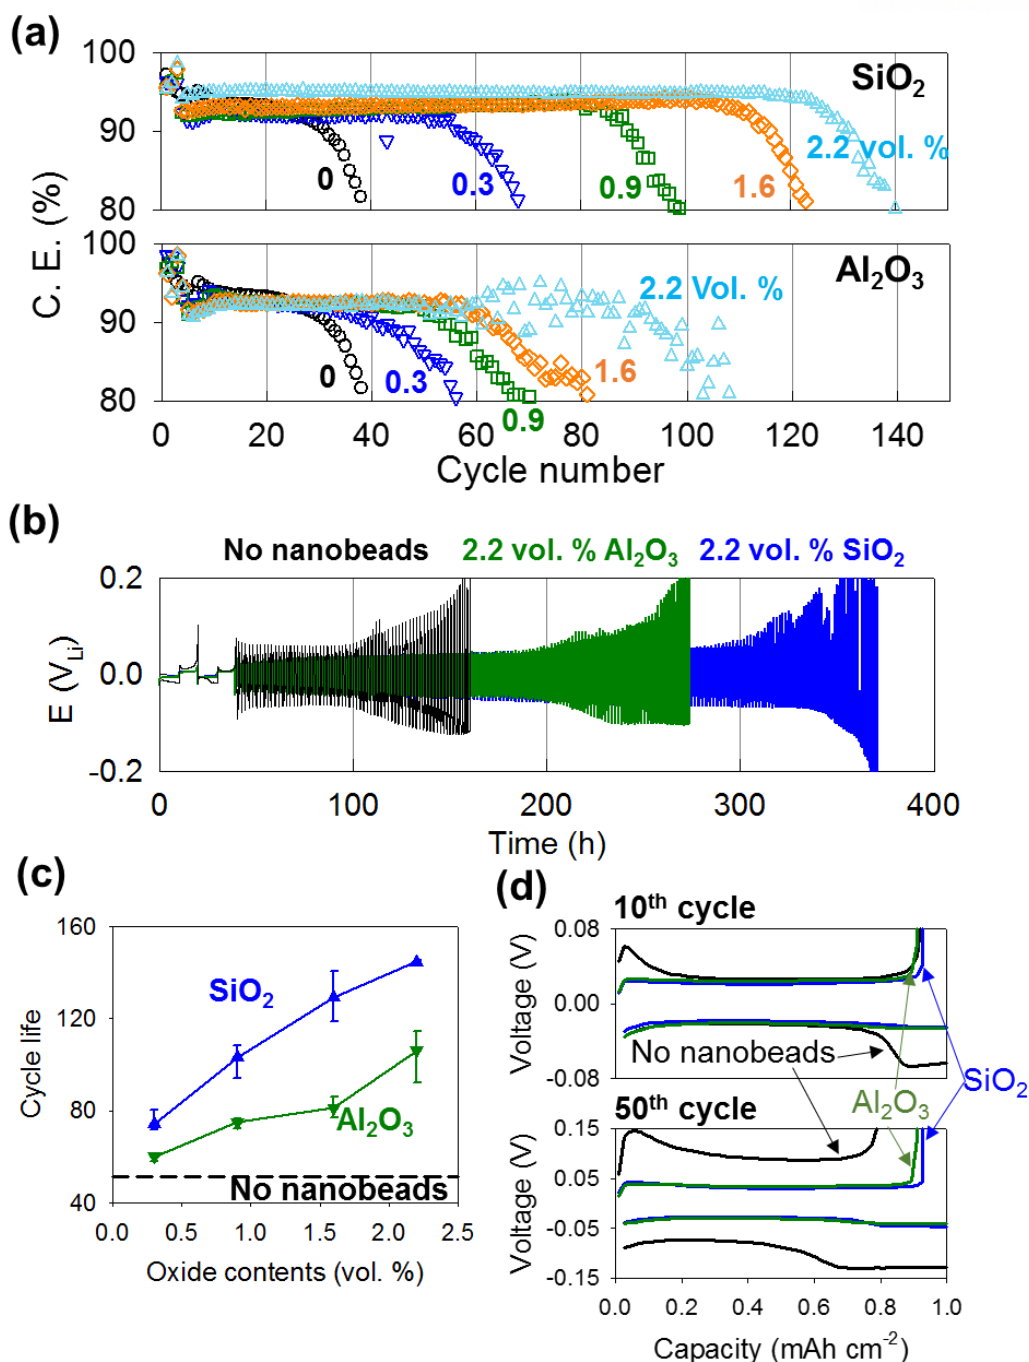 (a)
100
90
80
SiO₂
0
0.3
0.9
1.6
2.2 vol. %
C. E. (%)
100
90
80
Al₂O₃
0
0.3
0.9
1.6
2.2 Vol. %
0 20 40 60 80 100 120 140
Cycle number
(b)
No nanobeads 2.2 vol. % Al₂O₃ 2.2 vol. % SiO₂
0.2
0.0
-0.2
E (V_Li)
0 100 200 300 400
Time (h)
(c)
160
120
80
40
Cycle life
SiO₂
Al₂O₃
No nanobeads
0.0 0.5 1.0 1.5 2.0 2.5
Oxide contents (vol. %)
(d)
10th cycle
0.08
0.00
-0.08
Voltage (V)
No nanobeads
Al₂O₃
SiO₂
50th cycle
0.15
0.05
-0.05
-0.15
Voltage (V)
0.0 0.2 0.4 0.6 0.8 1.0
Capacity (mAh cm⁻²)